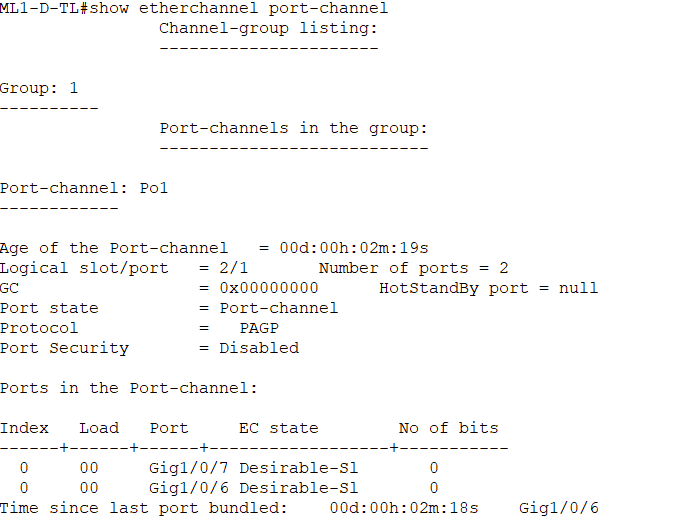 ML1-D-TL#show etherchannel port-channel
                Channel-group listing:
                ----------------------

Group: 1
----------
                Port-channels in the group:
                ---------------------------

Port-channel: Po1
------------

Age of the Port-channel   = 00d:00h:02m:19s
Logical slot/port   = 2/1       Number of ports = 2
GC                    = 0x00000000      HotStandBy port = null
Port state          = Port-channel
Protocol            =   PAGP
Port Security       = Disabled

Ports in the Port-channel:

Index   Load   Port     EC state        No of bits
------+------+------+------------------+-----------
  0     00     Gig1/0/7 Desirable-Sl       0
  0     00     Gig1/0/6 Desirable-Sl       0
Time since last port bundled:    00d:00h:02m:18s    Gig1/0/6